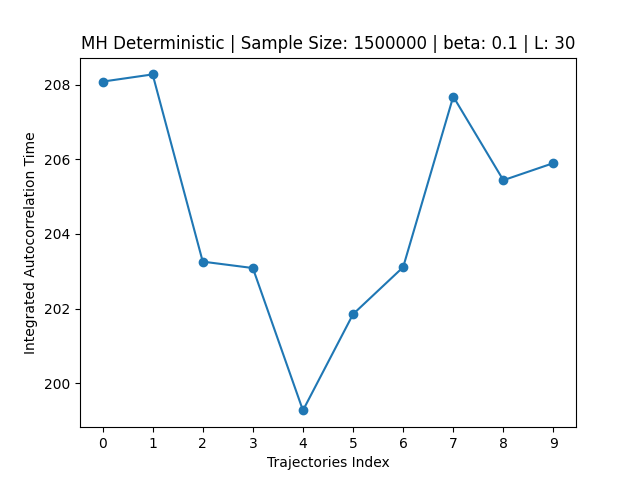 MH Deterministic | Sample Size: 1500000 | beta: 0.1 | L: 30
208
206
204
202
200
Integrated Autocorrelation Time
0 1 2 3 4 5 6 7 8 9
Trajectories Index